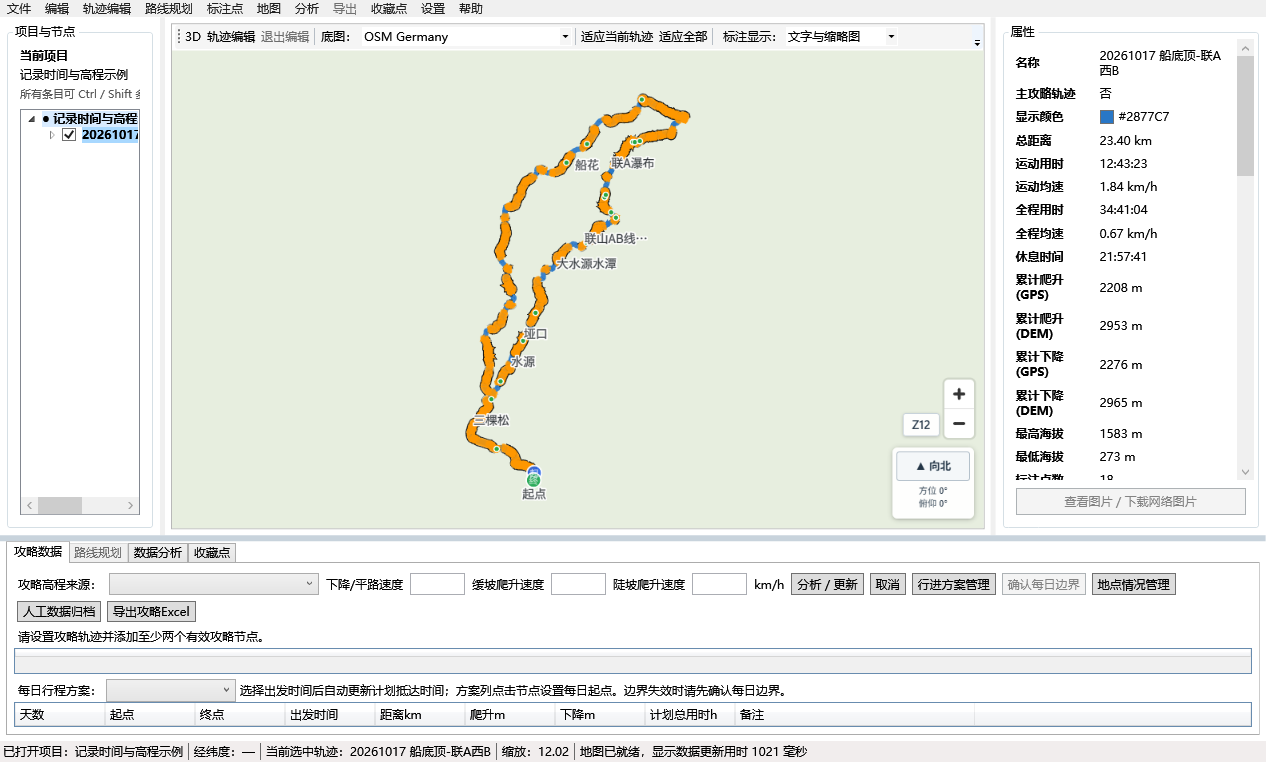 文件 编辑 轨迹编辑 路线规划 标注点 地图 分析 导出 收藏点 设置 帮助
项目与节点
当前项目
记录时间与高程示例
所有条目可 Ctrl / Shift
记录时间与高程
20261017
3D 轨迹编辑 退出编辑 底图： OSM Germany 适应当前轨迹 适应全部 标注显示： 文字与缩略图
船花
联A瀑布
联山AB线…
大水源水潭
垭口
水源
三棵松
起点
+
Z12
−
▲ 向北
方位 0°
俯仰 0°
属性
名称 20261017 船底顶-联A西B
主攻略轨迹 否
显示颜色 #2877C7
总距离 23.40 km
运动用时 12:43:23
运动均速 1.84 km/h
全程用时 34:41:04
全程均速 0.67 km/h
休息时间 21:57:41
累计爬升 (GPS) 2208 m
累计爬升 (DEM) 2953 m
累计下降 (GPS) 2276 m
累计下降 (DEM) 2965 m
最高海拔 1583 m
最低海拔 273 m
标注点数 18
查看图片 / 下载网络图片
攻略数据 路线规划 数据分析 收藏点
攻略高程来源： 下降/平路速度 缓坡爬升速度 陡坡爬升速度 km/h 分析 / 更新 取消 行进方案管理 确认每日边界 地点情况管理
人工数据归档 导出攻略Excel
请设置攻略轨迹并添加至少两个有效攻略节点。
每日行程方案： 选择出发时间后自动更新计划抵达时间；方案列点击节点设置每日起点。边界失效时请先确认每日边界。
天数 起点 终点 出发时间 距离km 爬升m 下降m 计划总用时h 备注
已打开项目：记录时间与高程示例 经纬度：— 当前选中轨迹：20261017 船底顶-联A西B 缩放：12.02 地图已就绪，显示数据更新用时 1021 毫秒